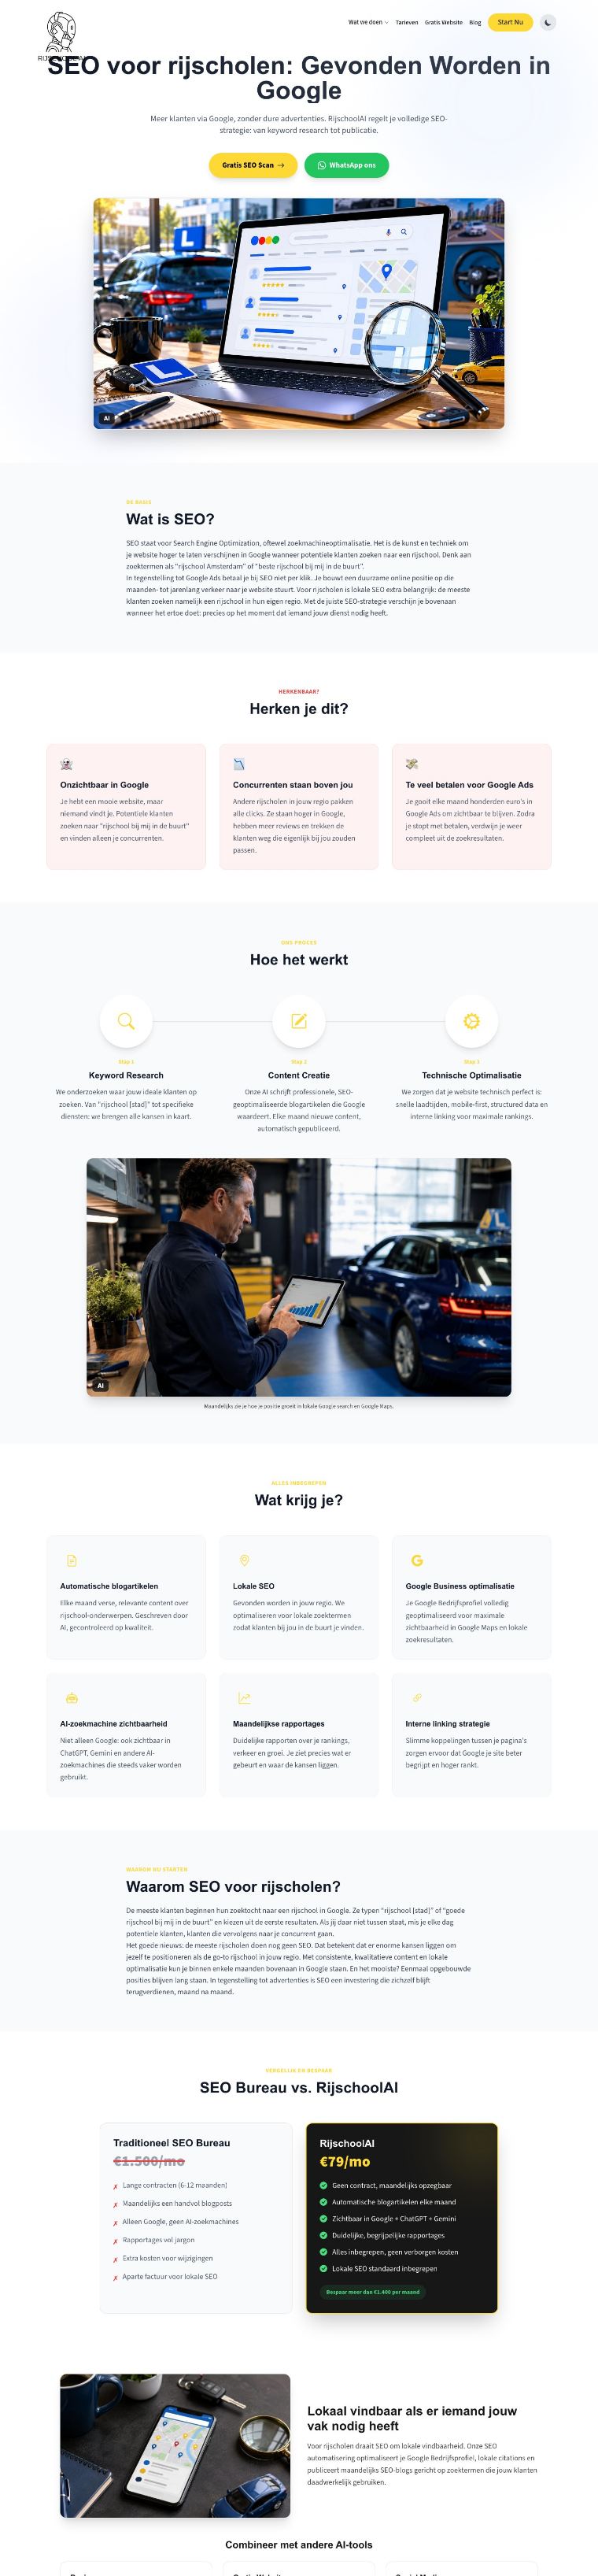 Wat we doen
Tarieven
Gratis Website
Blog
Start Nu
SEO voor rijscholen: Gevonden Worden in
Google
Meer klanten via Google, zonder dure advertenties. RijschoolAI regelt je volledige SEO-
strategie: van keyword research tot publicatie.
Gratis SEO Scan →
WhatsApp ons
L
AI
DE BASIS
Wat is SEO?
SEO staat voor Search Engine Optimization, oftewel zoekmachineoptimalisatie. Het is de kunst en techniek om
je website hoger te laten verschijnen in Google wanneer potentiële klanten zoeken naar een rijschool. Denk aan
zoektermen als "rijschool Amsterdam" of "beste rijschool bij mij in de buurt".
In tegenstelling tot Google Ads betaal je bij SEO niet per klik. Je bouwt een duurzame online positie op die
maanden- tot jarenlang verkeer naar je website stuurt. Voor rijscholen is lokale SEO extra belangrijk: de meeste
klanten zoeken namelijk een rijschool in hun eigen regio. Met de juiste SEO-strategie verschijn je bovenaan
wanneer het ertoe doet: precies op het moment dat iemand jouw dienst nodig heeft.
HERKENBAAR?
Herken je dit?
Onzichtbaar in Google
Je hebt een mooie website, maar
niemand vindt je. Potentiële klanten
zoeken naar "rijschool bij mij in de buurt"
en vinden alleen je concurrenten.
Concurrenten staan boven jou
Andere rijscholen in jouw regio pakken
alle clicks. Ze staan hoger in Google,
hebben meer reviews en trekken de
klanten weg die eigenlijk bij jou zouden
passen.
Te veel betalen voor Google Ads
Je gooit elke maand honderden euro's in
Google Ads om zichtbaar te blijven. Zodra
je stopt met betalen, verdwijn je weer
compleet uit de zoekresultaten.
ONS PROCES
Hoe het werkt
Stap 1
Keyword Research
We onderzoeken waar jouw ideale klanten op
zoeken. Van "rijschool [stad]" tot specifieke
diensten: we brengen alle kansen in kaart.
Stap 2
Content Creatie
Onze AI schrijft professionele, SEO-
geoptimaliseerde blogartikelen die Google
waardeert. Elke maand nieuwe content,
automatisch gepubliceerd.
Stap 3
Technische Optimalisatie
We zorgen dat je website technisch perfect is:
snelle laadtijden, mobile-first, structured data en
interne linking voor maximale rankings.
AI
Maandelijks zie je hoe je positie groeit in lokale Google search en Google Maps.
ALLES INBEGREPEN
Wat krijg je?
Automatische blogartikelen
Elke maand verse, relevante content over
rijschool-onderwerpen. Geschreven door
AI, gecontroleerd op kwaliteit.
Lokale SEO
Gevonden worden in jouw regio. We
optimaliseren voor lokale zoektermen
zodat klanten bij jou in de buurt je vinden.
Google Business optimalisatie
Je Google Bedrijfsprofiel volledig
geoptimaliseerd voor maximale
zichtbaarheid in Google Maps en lokale
zoekresultaten.
AI-zoekmachine zichtbaarheid
Niet alleen Google: ook zichtbaar in
ChatGPT, Gemini en andere AI-
zoekmachines die steeds vaker worden
gebruikt.
Maandelijkse rapportages
Duidelijke rapporten over je rankings,
verkeer en groei. Je ziet precies wat er
gebeurt en waar de kansen liggen.
Interne linking strategie
Slimme koppelingen tussen je pagina's
zorgen ervoor dat Google je site beter
begrijpt en hoger rankt.
WAAROM NU STARTEN
Waarom SEO voor rijscholen?
De meeste klanten beginnen hun zoektocht naar een rijschool in Google. Ze typen "rijschool [stad]" of "goede
rijschool bij mij in de buurt" en kiezen uit de eerste resultaten. Als jij daar niet tussen staat, mis je elke dag
potentiële klanten, klanten die vervolgens naar je concurrent gaan.
Het goede nieuws: de meeste rijscholen doen nog geen SEO. Dat betekent dat er enorme kansen liggen om
jezelf te positioneren als de go-to rijschool in jouw regio. Met consistente, kwalitatieve content en lokale
optimalisatie kun je binnen enkele maanden bovenaan in Google staan. En het mooiste? Eenmaal opgebouwde
posities blijven lang staan. In tegenstelling tot advertenties is SEO een investering die zichzelf blijft
terugverdienen, maand na maand.
VERGELIJK EN BESPAAR
SEO Bureau vs. RijschoolAI
Traditioneel SEO Bureau
€1.500/mo
✗ Lange contracten (6-12 maanden)
✗ Maandelijks een handvol blogposts
✗ Alleen Google, geen AI-zoekmachines
✗ Rapportages vol jargon
✗ Extra kosten voor wijzigingen
✗ Aparte factuur voor lokale SEO
RijschoolAI
€79/mo
Geen contract, maandelijks opzegbaar
Automatische blogartikelen elke maand
Zichtbaar in Google + ChatGPT + Gemini
Duidelijke, begrijpelijke rapportages
Alles inbegrepen, geen verborgen kosten
Lokale SEO standaard inbegrepen
Bespaar meer dan €1.400 per maand
Lokaal vindbaar als er iemand jouw
vak nodig heeft
Voor rijscholen draait SEO om lokale vindbaarheid. Onze SEO
automatisering optimaliseert je Google Bedrijfsprofiel, lokale citations en
publiceert maandelijks SEO-blogs gericht op zoektermen die jouw klanten
daadwerkelijk gebruiken.
Combineer met andere AI-tools